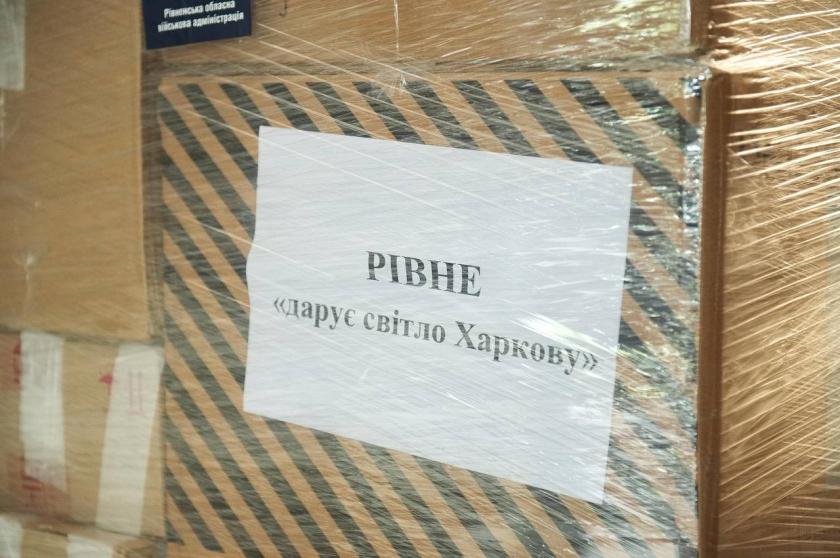 Рівненська обласна
військова адміністрація
РІВНЕ
«дарує світло Харкову»